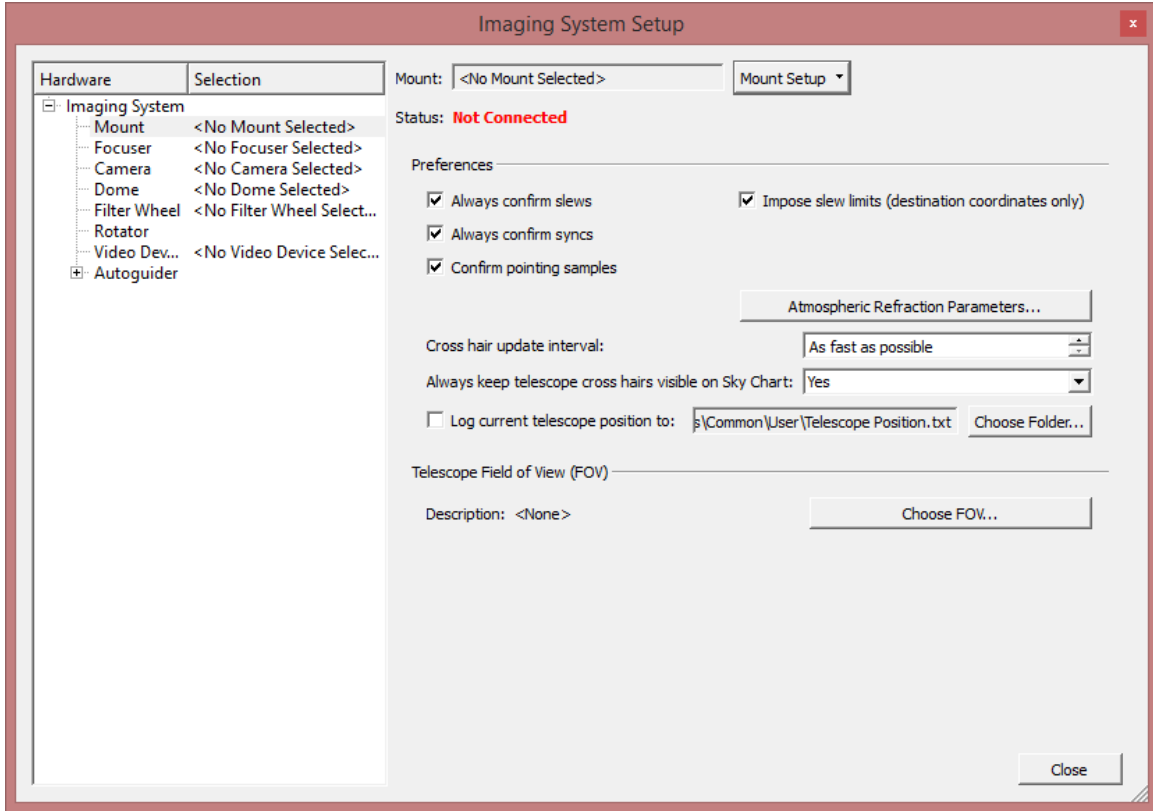 Imaging System Setup
x
Hardware Selection
Imaging System
Mount <No Mount Selected>
Focuser <No Focuser Selected>
Camera <No Camera Selected>
Dome <No Dome Selected>
Filter Wheel <No Filter Wheel Select...
Rotator
Video Dev... <No Video Device Selec...
Autoguider
Mount: <No Mount Selected> Mount Setup
Status: Not Connected
Preferences
Always confirm slews Impose slew limits (destination coordinates only)
Always confirm syncs
Confirm pointing samples
Atmospheric Refraction Parameters...
Cross hair update interval: As fast as possible
Always keep telescope cross hairs visible on Sky Chart: Yes
Log current telescope position to: s\Common\User\Telescope Position.txt Choose Folder...
Telescope Field of View (FOV)
Description: <None> Choose FOV...
Close